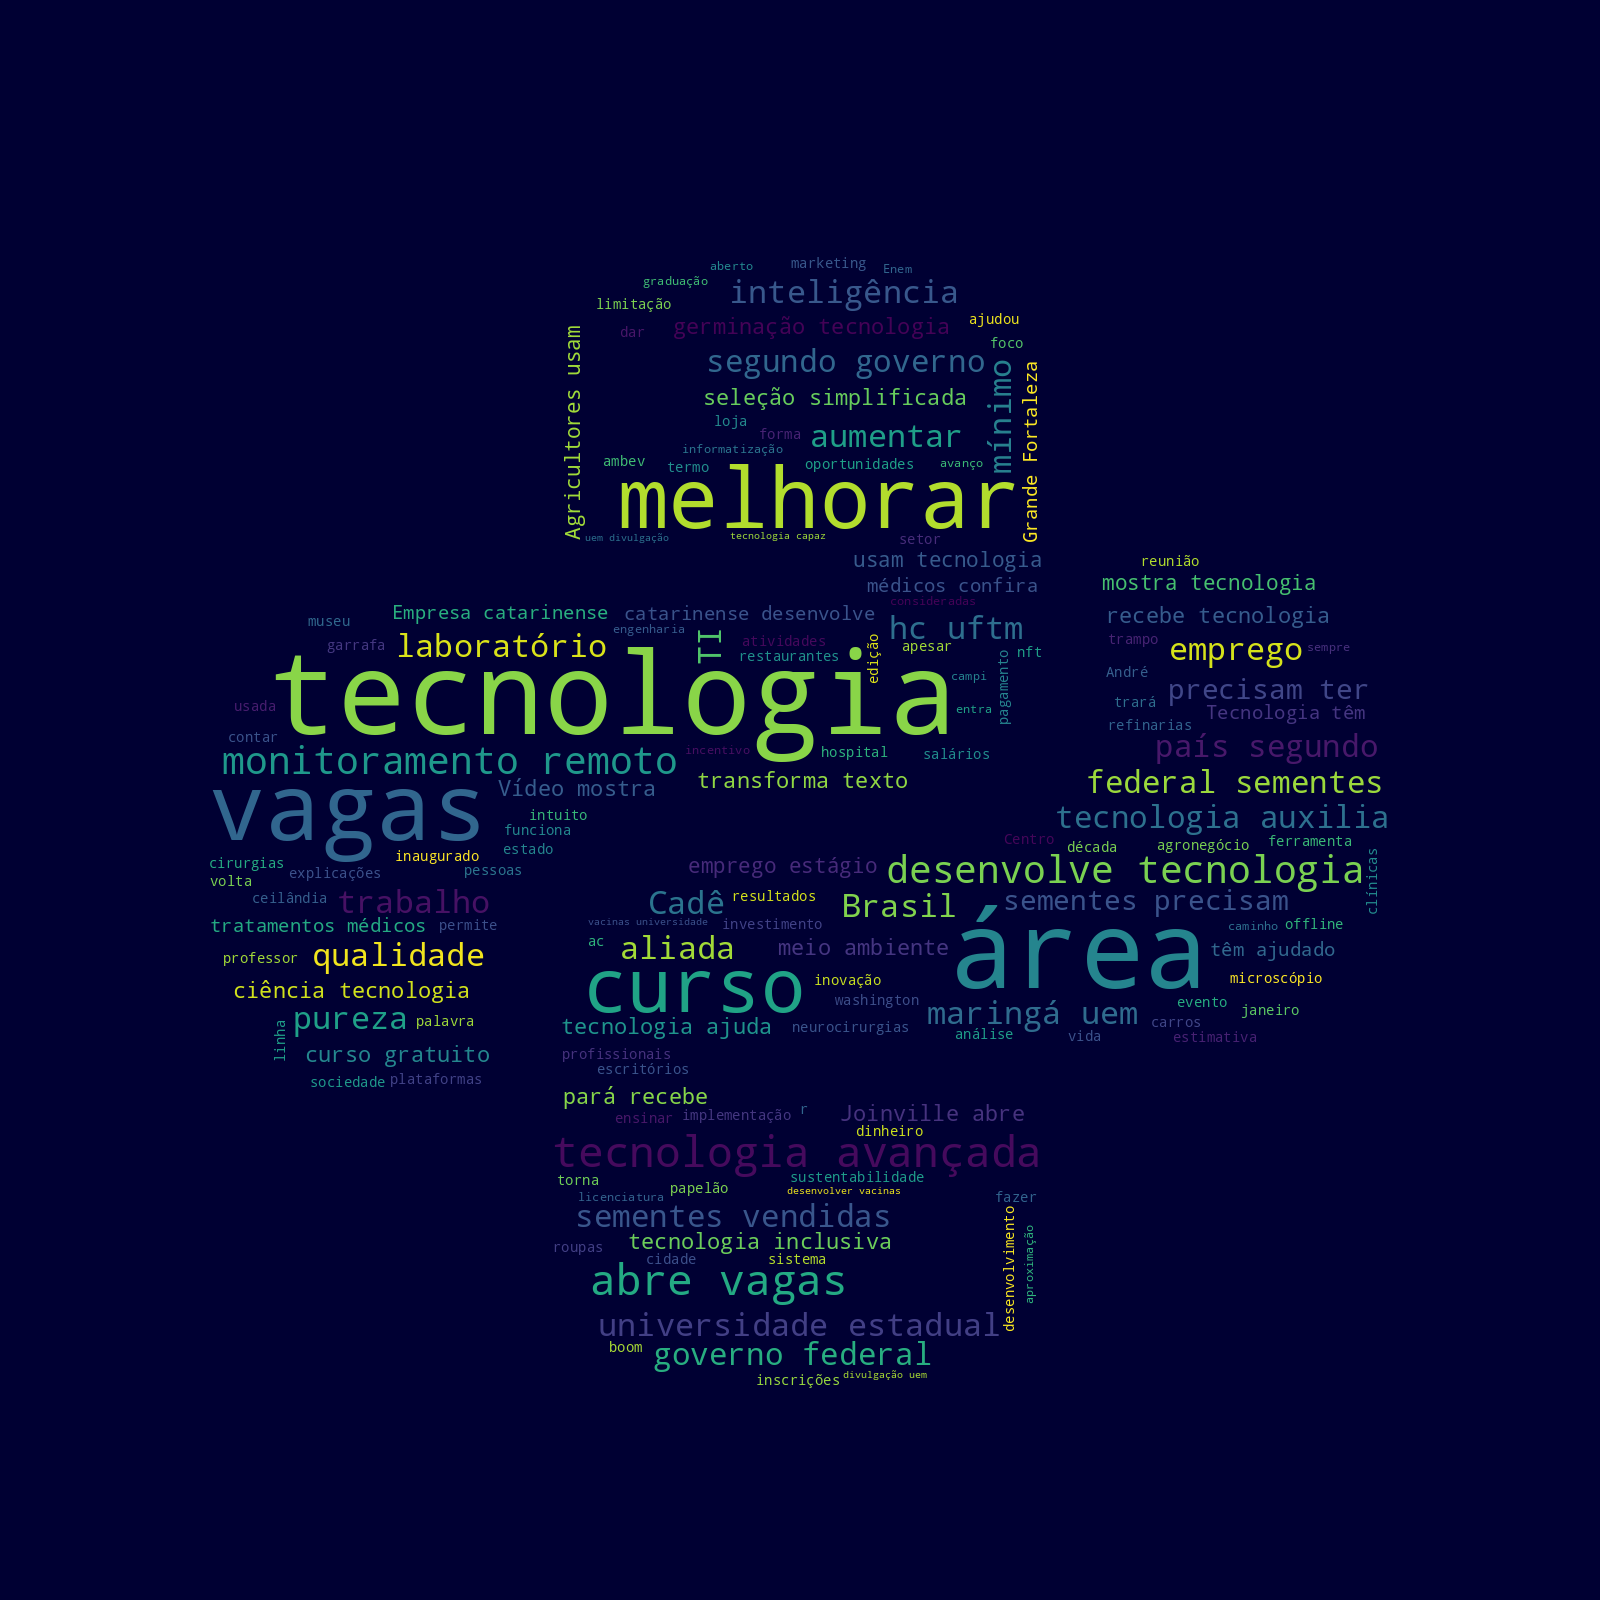 marketing
aberto
Enem
graduação
inteligência
limitação
ajudou
germinação tecnologia
dar
foco
segundo governo
Agricultores usam
mínimo
Grande Fortaleza
seleção simplificada
loja
forma
aumentar
informatização
ambev
termo
oportunidades
avanço
melhorar
uem divulgação
tecnologia capaz
setor
usam tecnologia
reunião
médicos confira
mostra tecnologia
consideradas
Empresa catarinense
catarinense desenvolve
recebe tecnologia
museu
engenharia
hc uftm
garrafa
laboratório
TI
atividades
restaurantes
edição
apesar
nft
trampo
emprego
sempre
André
tecnologia
campi
pagamento
precisam ter
usada
entra
trará
Tecnologia têm
contar
refinarias
monitoramento remoto
incentivo
hospital
salários
país segundo
transforma texto
federal sementes
vagas
Vídeo mostra
intuito
tecnologia auxilia
funciona
estado
Centro
década
agronegócio
ferramenta
cirurgias
inaugurado
explicações
pessoas
emprego estágio
desenvolve tecnologia
clínicas
volta
ceilândia
trabalho
Cadê
resultados
Brasil
sementes precisam
tratamentos médicos
permite
vacinas universidade
investimento
caminho
offline
ac
aliada
meio ambiente
área
têm ajudado
professor
qualidade
curso
inovação
microscópio
ciência tecnologia
washington
evento
janeiro
pureza
palavra
tecnologia ajuda
neurocirurgias
maringá uem
carros
linha
análise
vida
estimativa
curso gratuito
profissionais
escritórios
sociedade
plataformas
pará recebe
ensinar
implementação
r
Joinville abre
dinheiro
tecnologia avançada
torna
sustentabilidade
papelão
desenvolver vacinas
licenciatura
fazer
sementes vendidas
roupas
tecnologia inclusiva
desenvolvimento
aproximação
cidade
sistema
abre vagas
universidade estadual
boom
governo federal
inscrições
divulgação uem